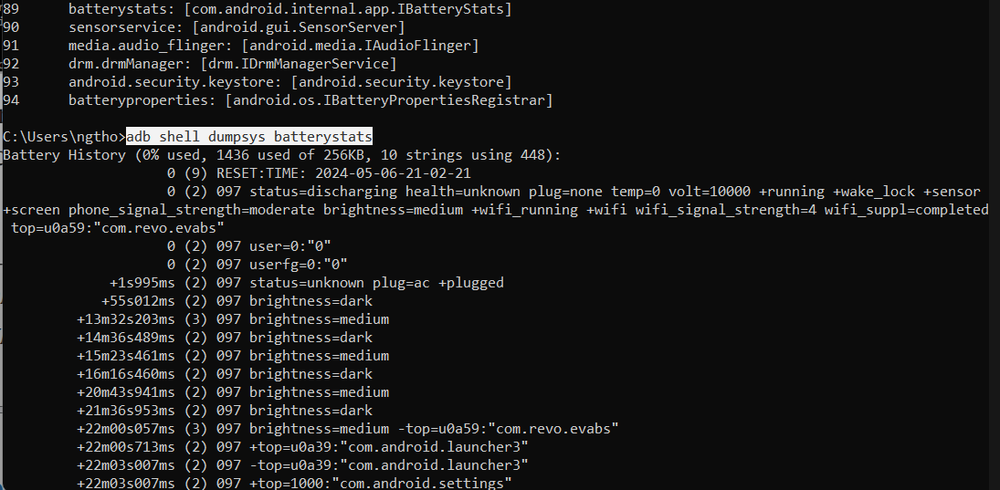 89      batterystats: [com.android.internal.app.IBatteryStats]
90      sensorservice: [android.gui.SensorServer]
91      media.audio_flinger: [android.media.IAudioFlinger]
92      drm.drmManager: [drm.IDrmManagerService]
93      android.security.keystore: [android.security.keystore]
94      batteryproperties: [android.os.IBatteryPropertiesRegistrar]

C:\Users\ngtho>adb shell dumpsys batterystats
Battery History (0% used, 1436 used of 256KB, 10 strings using 448):
                    0 (9) RESET:TIME: 2024-05-06-21-02-21
                    0 (2) 097 status=discharging health=unknown plug=none temp=0 volt=10000 +running +wake_lock +sensor
+screen phone_signal_strength=moderate brightness=medium +wifi_running +wifi wifi_signal_strength=4 wifi_suppl=completed
 top=u0a59:"com.revo.evabs"
                    0 (2) 097 user=0:"0"
                    0 (2) 097 userfg=0:"0"
             +1s995ms (2) 097 status=unknown plug=ac +plugged
            +55s012ms (2) 097 brightness=dark
         +13m32s203ms (3) 097 brightness=medium
         +14m36s489ms (2) 097 brightness=dark
         +15m23s461ms (2) 097 brightness=medium
         +16m16s460ms (2) 097 brightness=dark
         +20m43s941ms (2) 097 brightness=medium
         +21m36s953ms (2) 097 brightness=dark
         +22m00s057ms (3) 097 brightness=medium -top=u0a59:"com.revo.evabs"
         +22m00s713ms (2) 097 +top=u0a39:"com.android.launcher3"
         +22m03s007ms (2) 097 -top=u0a39:"com.android.launcher3"
         +22m03s007ms (2) 097 +top=1000:"com.android.settings"